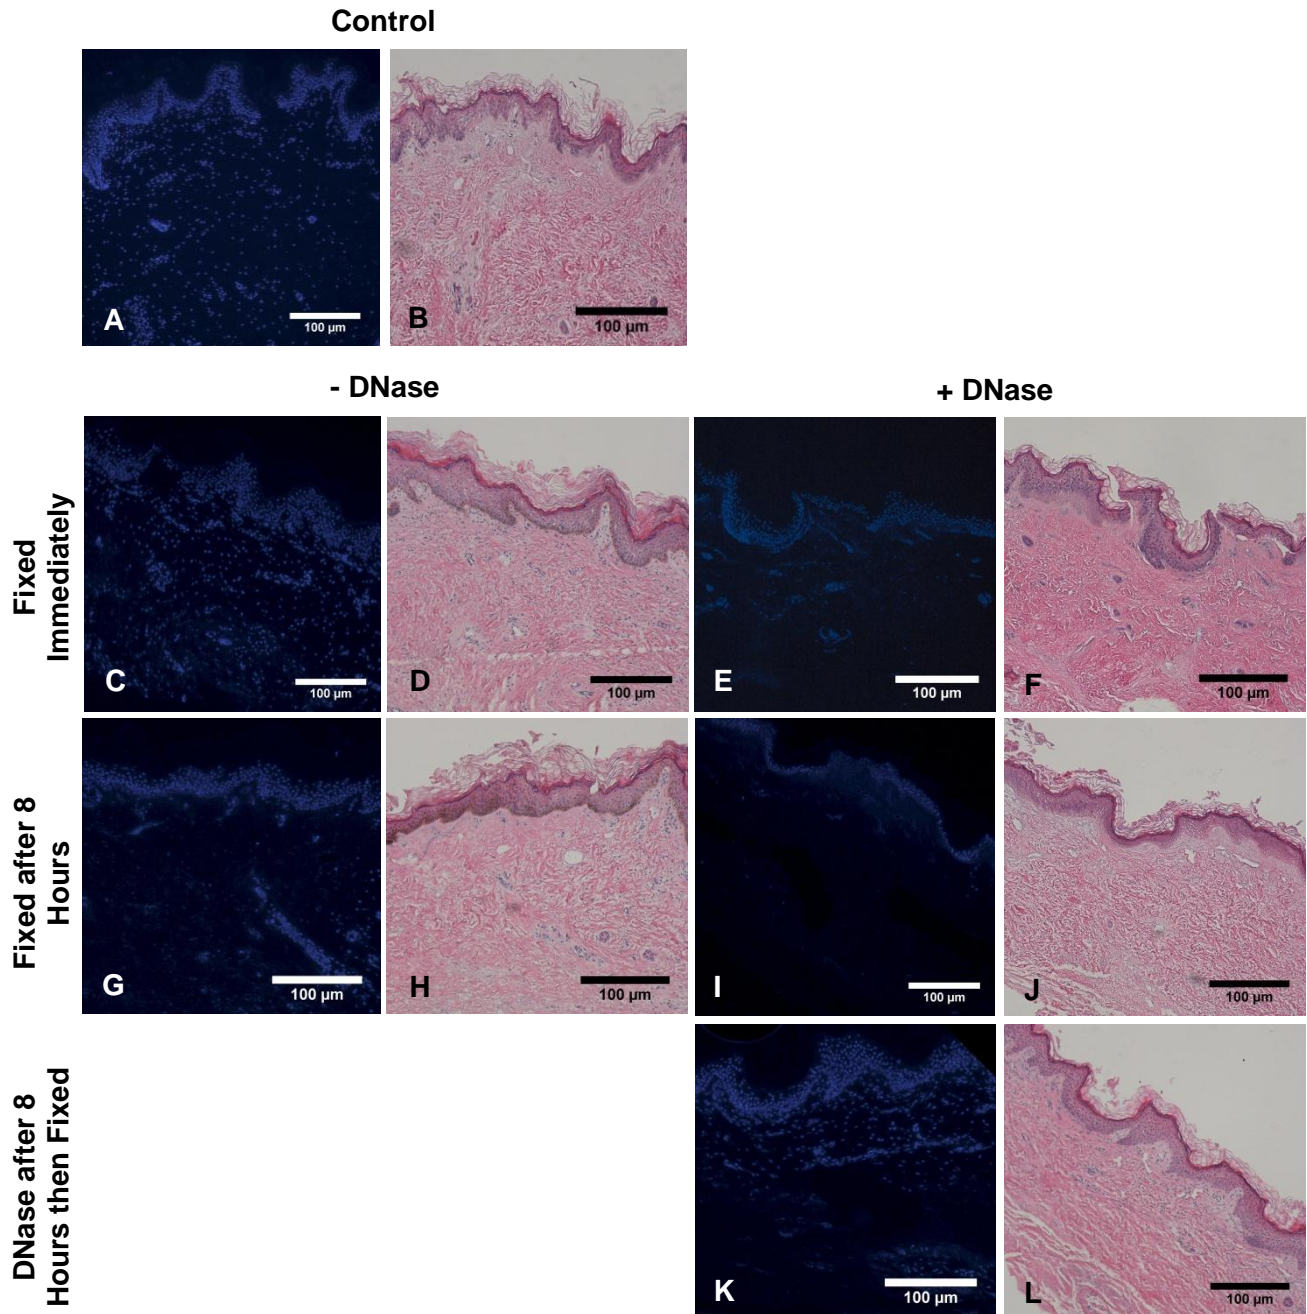 Control
A
100 µm
B
100 µm
- DNase
+ DNase
Fixed
Immediately
C
100 µm
D
100 µm
E
100 µm
F
100 µm
Fixed after 8
Hours
G
100 µm
H
100 µm
I
100 µm
J
100 µm
DNase after 8
Hours then Fixed
K
100 µm
L
100 µm